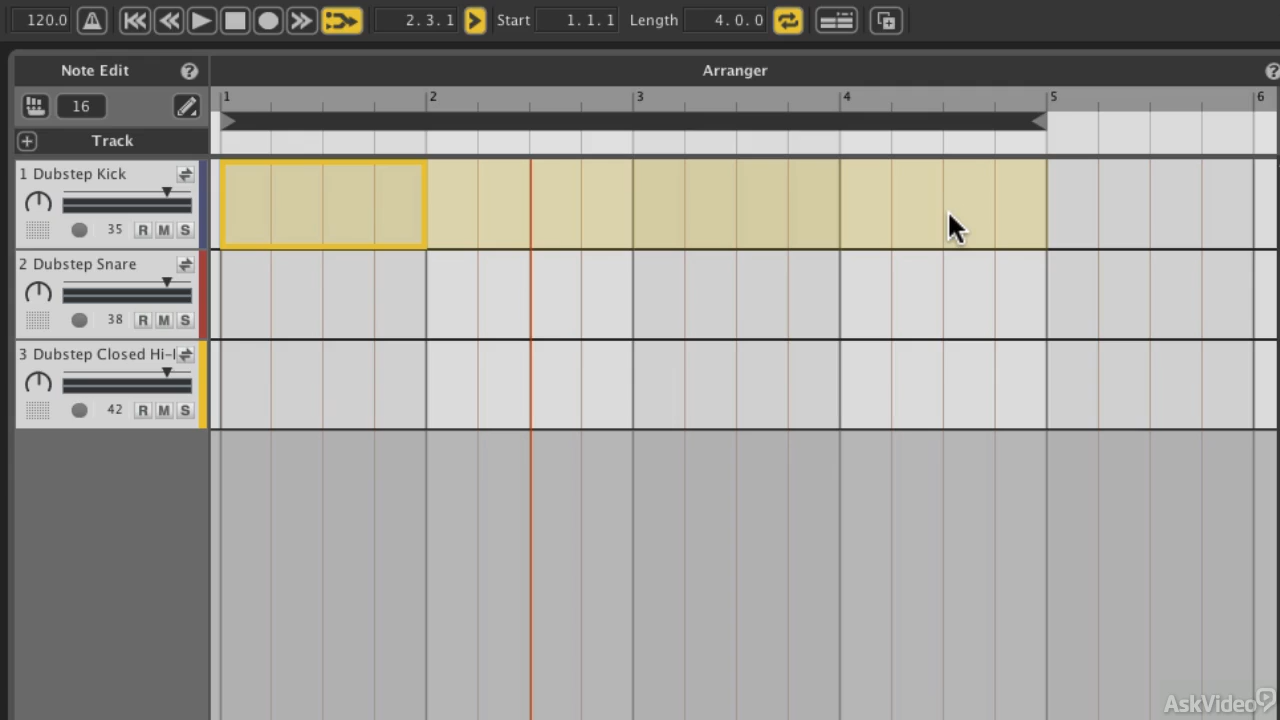 120.0 2. 3. 1 Start 1. 1. 1 Length 4. 0. 0
Note Edit ? Arranger ?
16 1 2 3 4 5 6
+ Track
1 Dubstep Kick
35 R M S
2 Dubstep Snare
38 R M S
3 Dubstep Closed Hi-
42 R M S
AskVideo